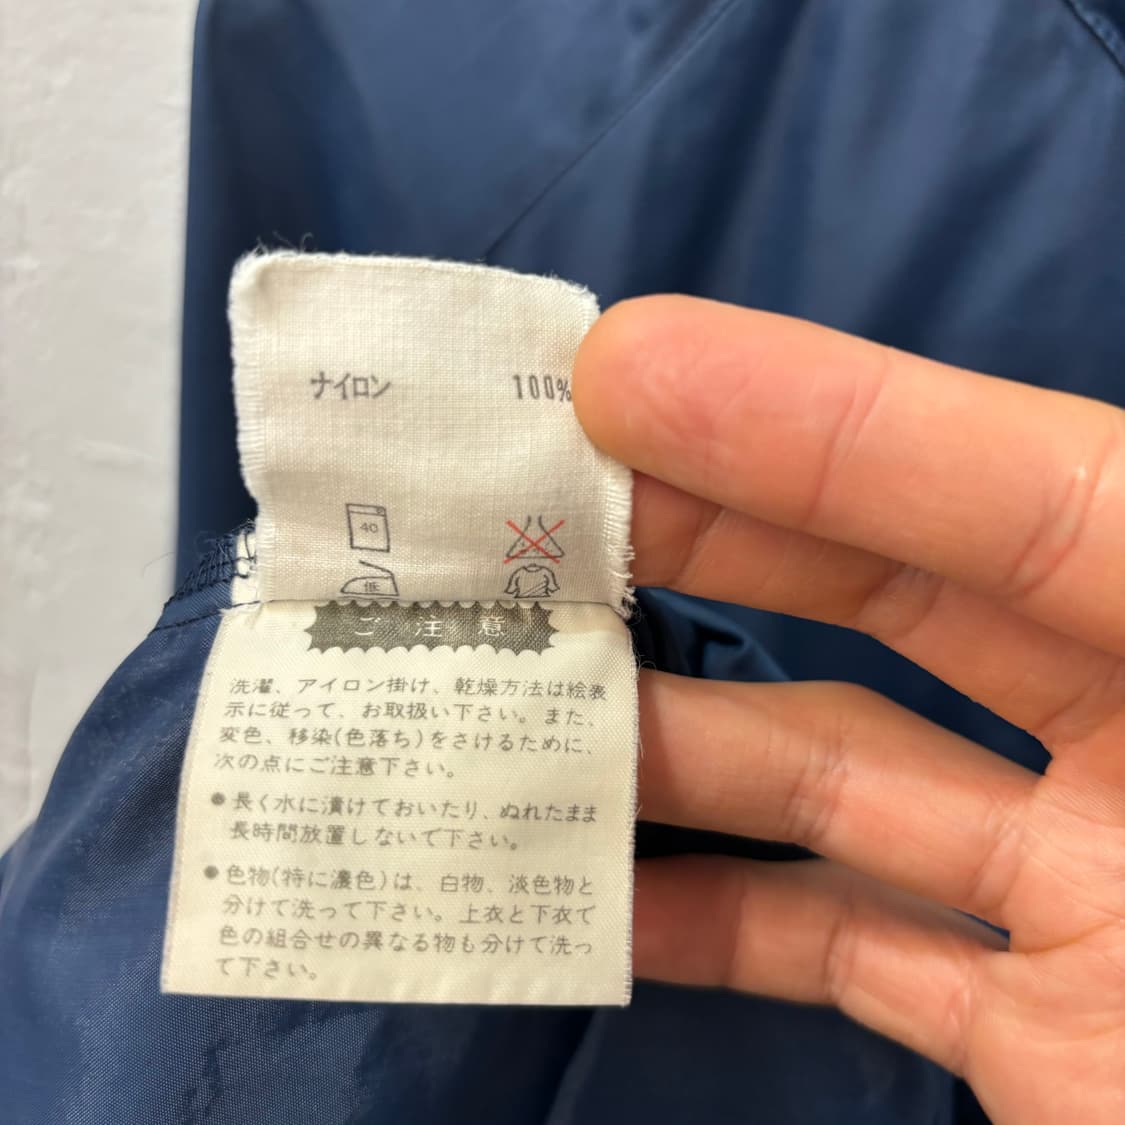 ナイロン 100%
40
低
ご注意
洗濯、アイロン掛け、乾燥方法は絵表
示に従って、お取扱い下さい。また、
変色、移染(色落ち)をさけるために、
次の点にご注意下さい。
●長く水に漬けておいたり、ぬれたまま
長時間放置しないで下さい。
●色物(特に濃色)は、白物、淡色物と
分けて洗って下さい。上衣と下衣で
色の組合せの異なる物も分けて洗っ
て下さい。